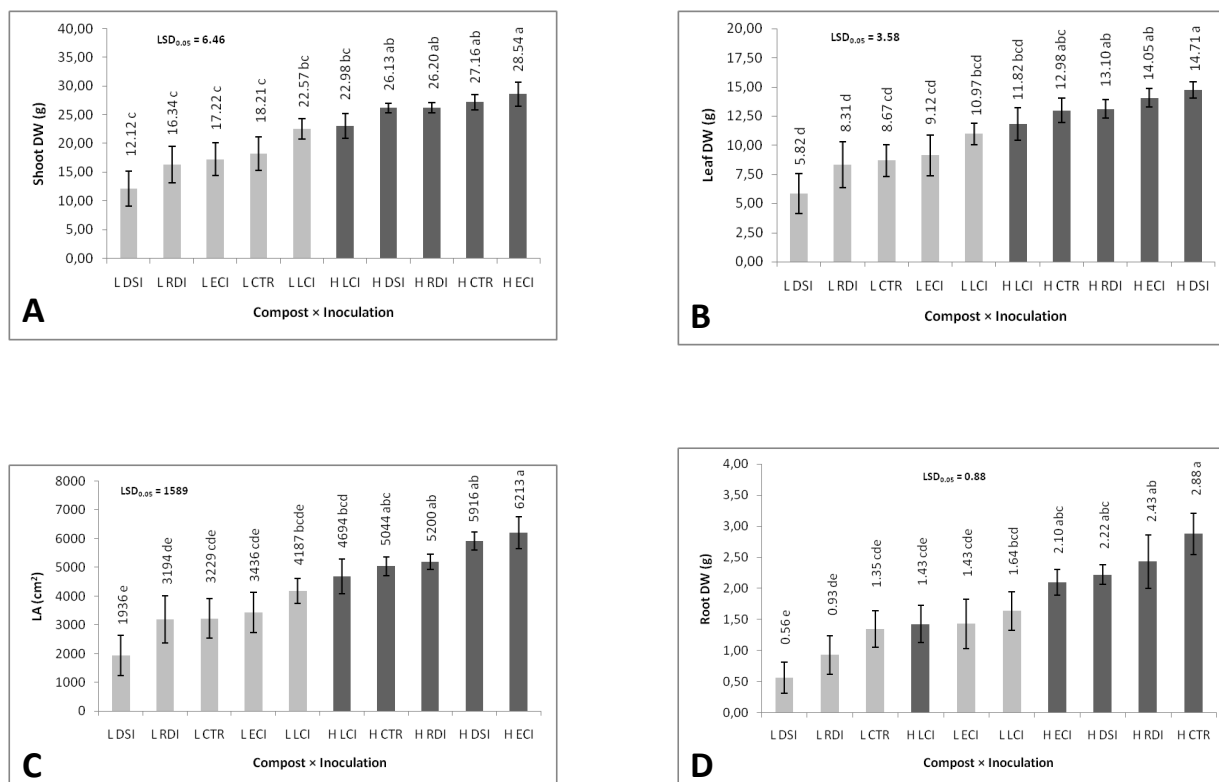 LSD0.05 = 6.46
Shoot DW (g)
40,00
35,00
30,00
25,00
20,00
15,00
10,00
5,00
0,00
12.12 c
16.34 c
17.22 c
18.21 c
22.57 bc
22.98 bc
26.13 ab
26.20 ab
27.16 ab
28.54 a
L DSI L RDI L ECI L CTR L LCI H LCI H DSI H RDI H CTR H ECI
Compost × Inoculation
A
LSD0.05 = 3.58
Leaf DW (g)
20,00
17,50
15,00
12,50
10,00
7,50
5,00
2,50
0,00
5.82 d
8.31 d
8.67 cd
9.12 cd
10.97 bcd
11.82 bcd
12.98 abc
13.10 ab
14.05 ab
14.71 a
L DSI L RDI L CTR L ECI L LCI H LCI H CTR H RDI H ECI H DSI
Compost × Inoculation
B
LSD0.05 = 1589
LA (cm²)
8000
7000
6000
5000
4000
3000
2000
1000
0
1936 e
3194 de
3229 cde
3436 cde
4187 bcde
4694 bcd
5044 abc
5200 ab
5916 ab
6213 a
L DSI L RDI L CTR L ECI L LCI H LCI H CTR H RDI H DSI H ECI
Compost × Inoculation
C
LSD0.05 = 0.88
Root DW (g)
4,00
3,50
3,00
2,50
2,00
1,50
1,00
0,50
0,00
0.56 e
0.93 de
1.35 cde
1.43 cde
1.43 cde
1.64 bcd
2.10 abc
2.22 abc
2.43 ab
2.88 a
L DSI L RDI L CTR H LCI L ECI L LCI H ECI H DSI H RDI H CTR
Compost × Inoculation
D